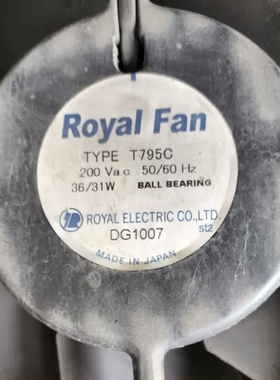 Royal Fan
TYPE T795C
200 Vac 50/60 Hz
36/31W BALL BEARING
ROYAL ELECTRIC CO.,LTD.
DG1007 st2
MADE IN JAPAN